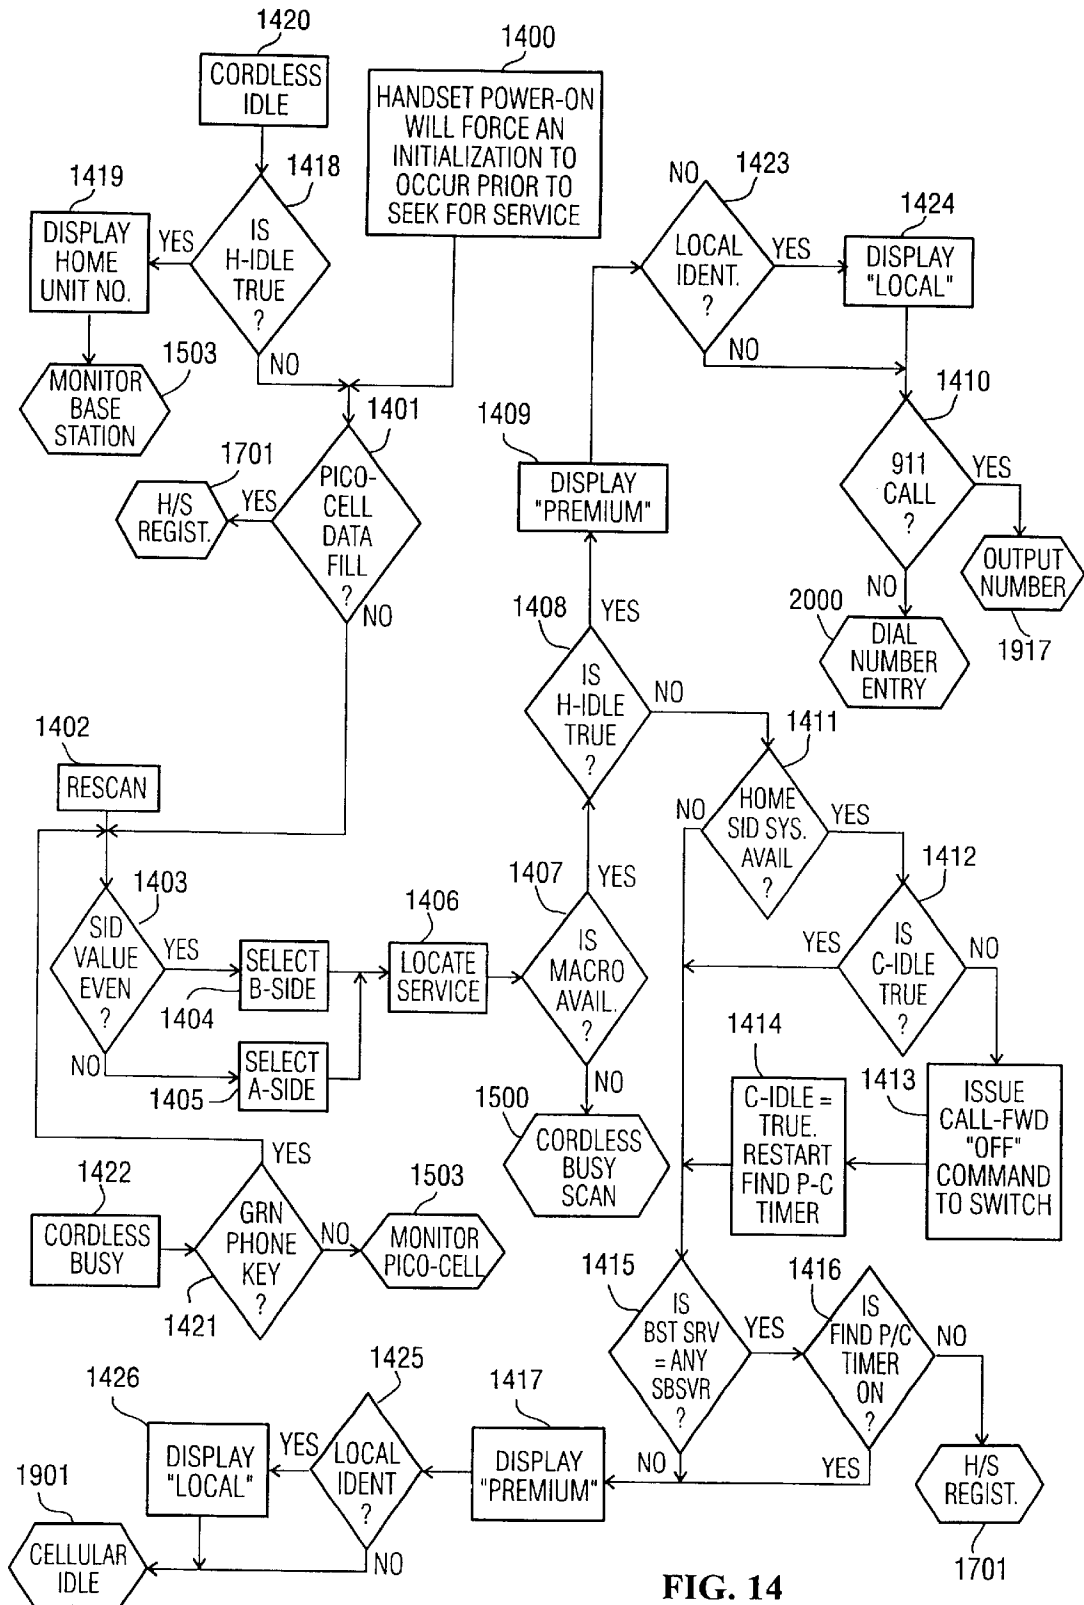 1420
CORDLESS
IDLE
1400
HANDSET POWER-ON
WILL FORCE AN
INITIALIZATION TO
OCCUR PRIOR TO
SEEK FOR SERVICE
1419
DISPLAY
HOME
UNIT NO.
YES
1418
IS
H-IDLE
TRUE
?
NO
1503
MONITOR
BASE
STATION
NO
1423
LOCAL
IDENT.
?
YES
NO
1424
DISPLAY
"LOCAL"
1701
H/S
REGIST.
YES
1401
PICO-
CELL
DATA
FILL
?
NO
1409
DISPLAY
"PREMIUM"
1410
911
CALL
?
YES
NO
OUTPUT
NUMBER
1917
2000
DIAL
NUMBER
ENTRY
1408
YES
IS
H-IDLE
TRUE
?
NO
1402
RESCAN
1411
NO
HOME
SID SYS.
AVAIL
?
YES
1403
SID
VALUE
EVEN
?
YES
NO
SELECT
B-SIDE
1404
SELECT
A-SIDE
1405
1406
LOCATE
SERVICE
1407
YES
IS
MACRO
AVAIL.
?
NO
1412
YES
IS
C-IDLE
TRUE
?
NO
1500
CORDLESS
BUSY
SCAN
1414
C-IDLE =
TRUE.
RESTART
FIND P-C
TIMER
1413
ISSUE
CALL-FWD
"OFF"
COMMAND
TO SWITCH
1422
CORDLESS
BUSY
YES
GRN
PHONE
KEY
?
1421
NO
1503
MONITOR
PICO-CELL
1415
IS
BST SRV
= ANY
SBSVR
?
YES
NO
1416
IS
FIND P/C
TIMER
ON
?
NO
YES
H/S
REGIST.
1701
1417
DISPLAY
"PREMIUM"
1425
LOCAL
IDENT
?
YES
NO
1426
DISPLAY
"LOCAL"
1901
CELLULAR
IDLE
FIG. 14